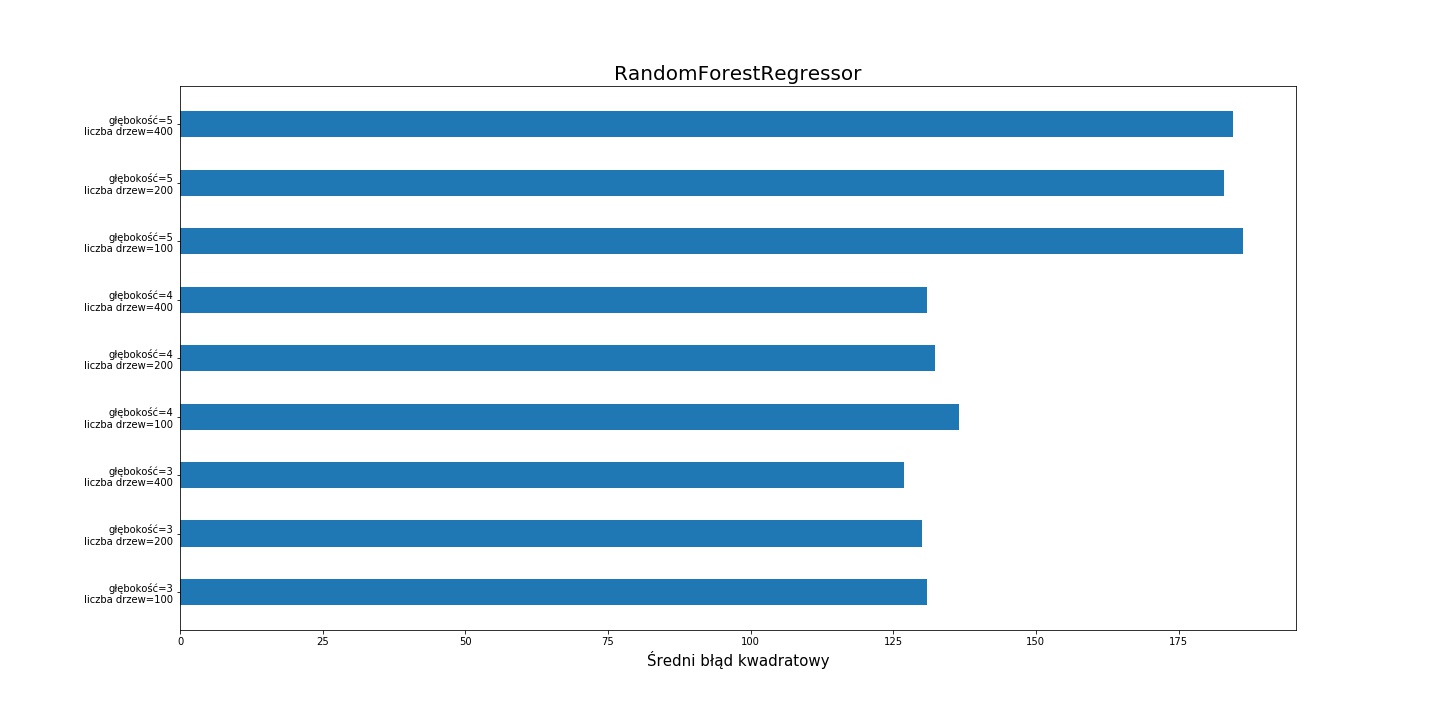 RandomForestRegressor
głębokość=5
liczba drzew=400
głębokość=5
liczba drzew=200
głębokość=5
liczba drzew=100
głębokość=4
liczba drzew=400
głębokość=4
liczba drzew=200
głębokość=4
liczba drzew=100
głębokość=3
liczba drzew=400
głębokość=3
liczba drzew=200
głębokość=3
liczba drzew=100
0 25 50 75 100 125 150 175
Średni błąd kwadratowy